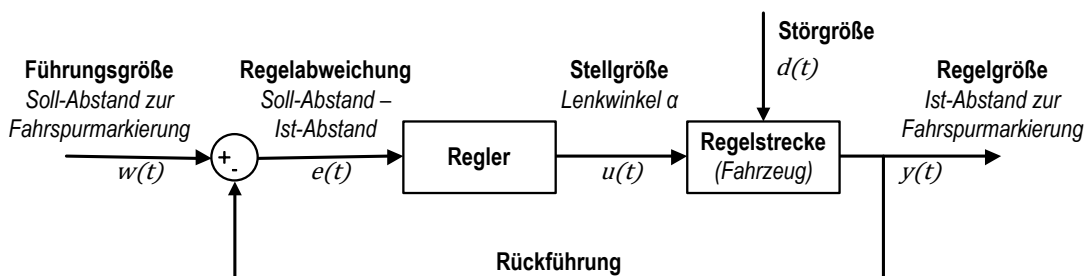 Führungsgröße
Soll-Abstand zur
Fahrspurmarkierung
w(t)
+
-
Regelabweichung
Soll-Abstand –
Ist-Abstand
e(t)
Regler
Stellgröße
Lenkwinkel α
u(t)
Störgröße
d(t)
Regelstrecke
(Fahrzeug)
Regelgröße
Ist-Abstand zur
Fahrspurmarkierung
y(t)
Rückführung